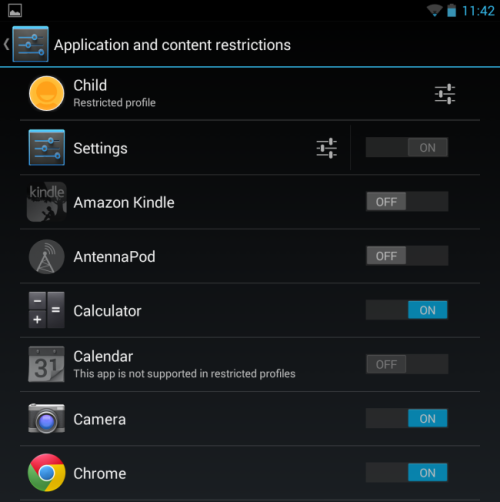 11:42
Application and content restrictions
Child
Restricted profile
Settings
ON
kindle
Amazon Kindle
OFF
AntennaPod
OFF
Calculator
ON
31
Calendar
This app is not supported in restricted profiles
OFF
Camera
ON
Chrome
ON